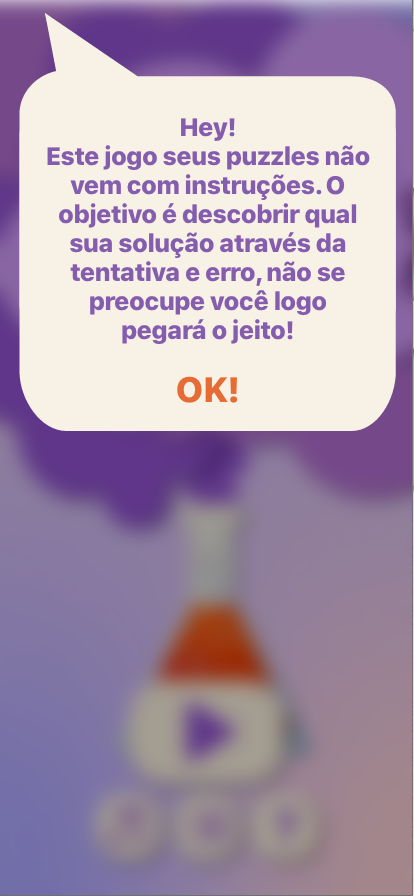 Hey!
Este jogo seus puzzles não
vem com instruções. O
objetivo é descobrir qual
sua solução através da
tentativa e erro, não se
preocupe você logo
pegará o jeito!
OK!